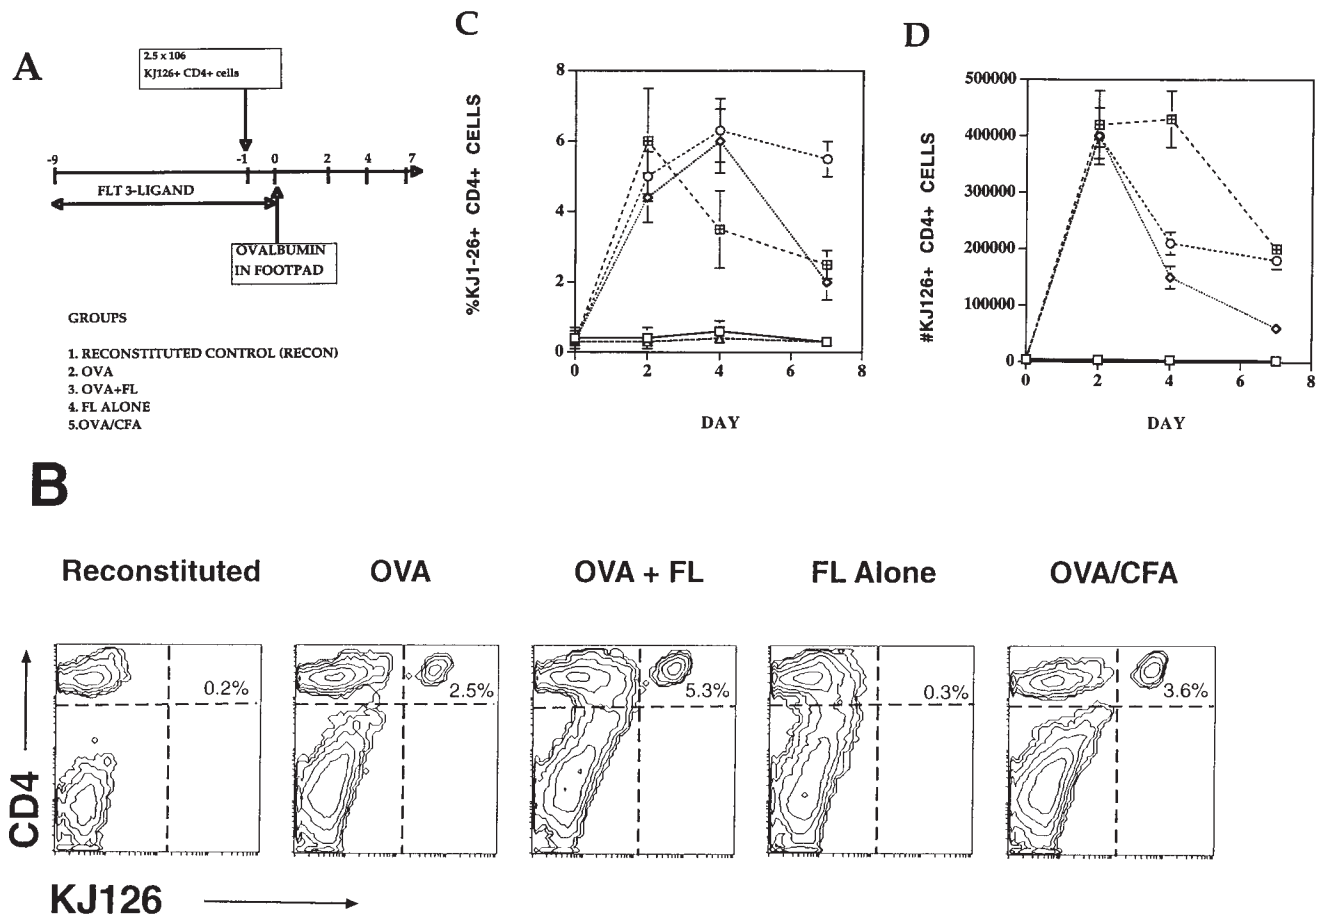 A
2.5 x 106
KJ126+ CD4+ cells
-9
-1
0
2
4
7
FLT 3-LIGAND
OVALBUMIN
IN FOOTPAD
GROUPS
1. RECONSTITUTED CONTROL (RECON)
2. OVA
3. OVA+FL
4. FL ALONE
5.OVA/CFA
C
%KJ1-26+ CD4+ CELLS
8
6
4
2
0
0
2
4
6
8
DAY
D
#KJ126+ CD4+ CELLS
500000
400000
300000
200000
100000
0
0
2
4
6
8
DAY
B
Reconstituted
OVA
OVA + FL
FL Alone
OVA/CFA
0.2%
2.5%
5.3%
0.3%
3.6%
CD4
KJ126